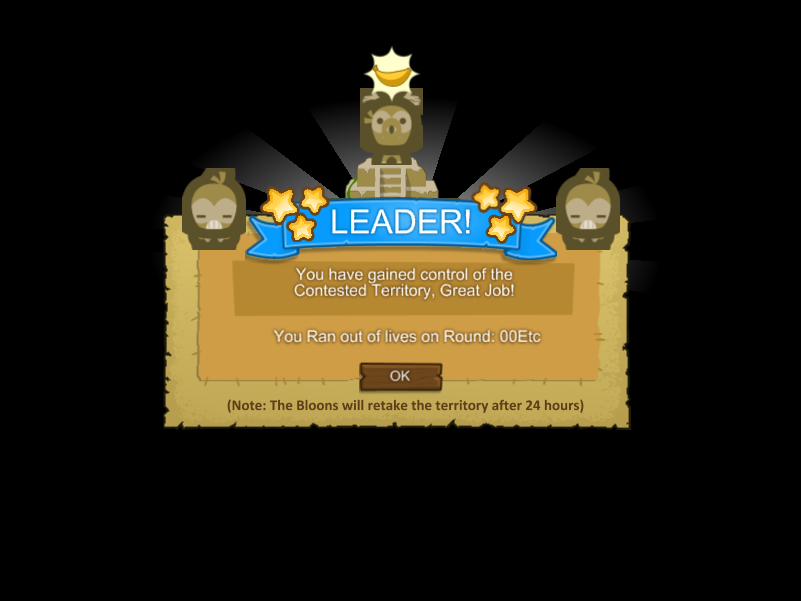 LEADER!
You have gained control of the
Contested Territory, Great Job!
You Ran out of lives on Round: 00Etc
OK
(Note: The Bloons will retake the territory after 24 hours)